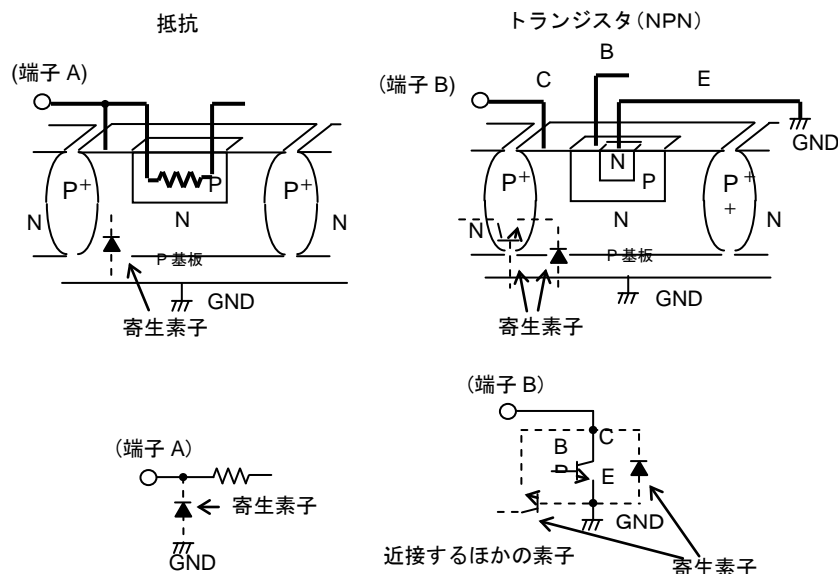 抵抗
トランジスタ(NPN)
(端子 A)
(端子 B)
B
C
E
GND
P+
P
P+
N
N
N
P 基板
GND
寄生素子
P+
N
P
P+
+
N
N
N
P 基板
GND
寄生素子
(端子 A)
寄生素子
GND
(端子 B)
C
B
E
GND
近接するほかの素子
寄生素子